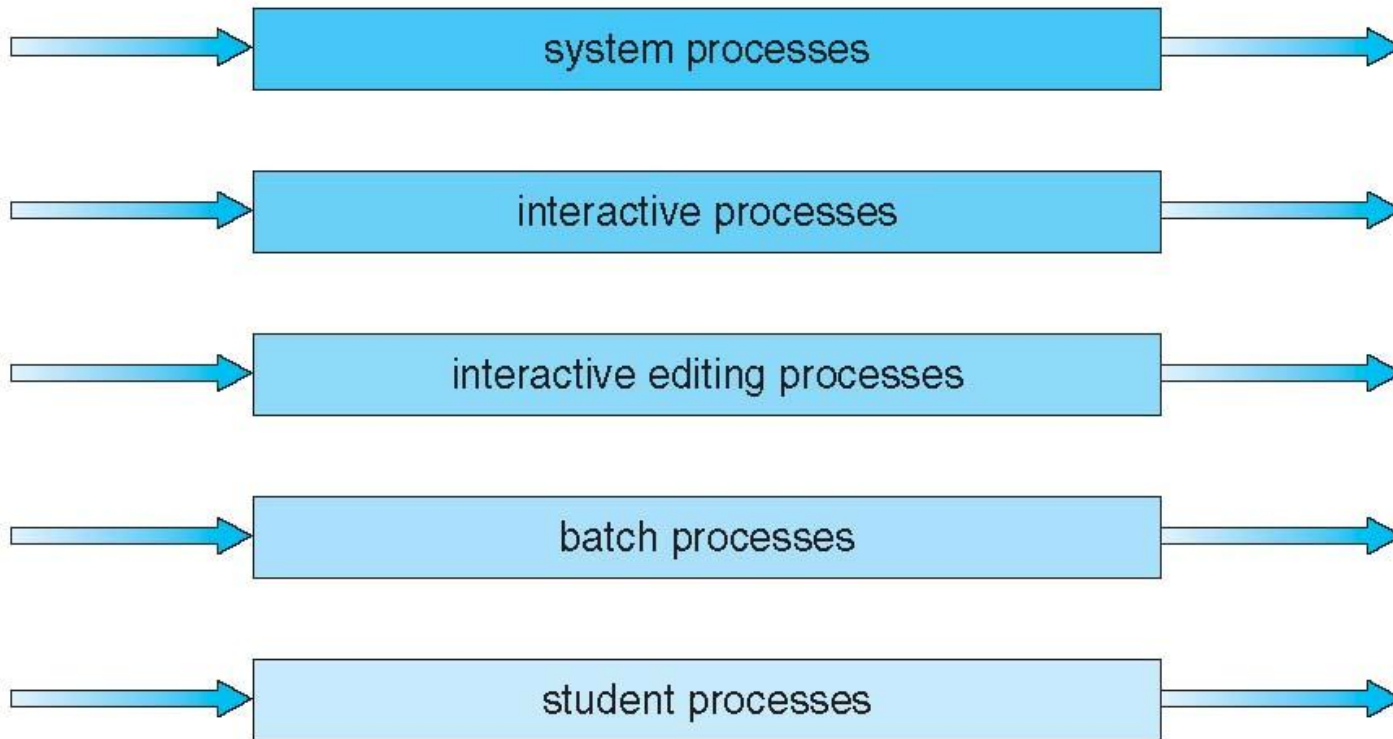 system processes
interactive processes
interactive editing processes
batch processes
student processes